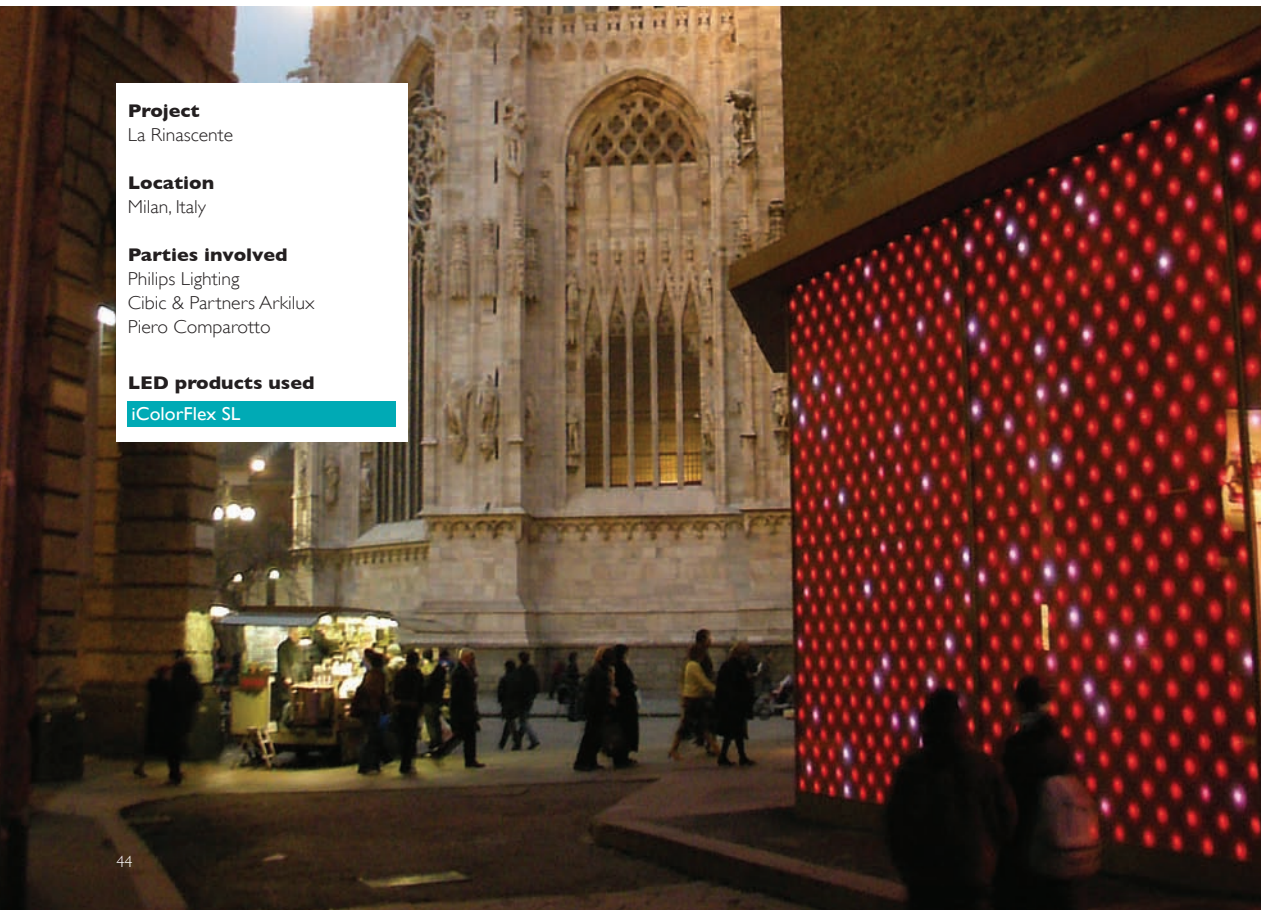 Project
La Rinascente
Location
Milan, Italy
Parties involved
Philips Lighting
Cibic & Partners Arkilux
Piero Comparotto
LED products used
iColorFlex SL
44